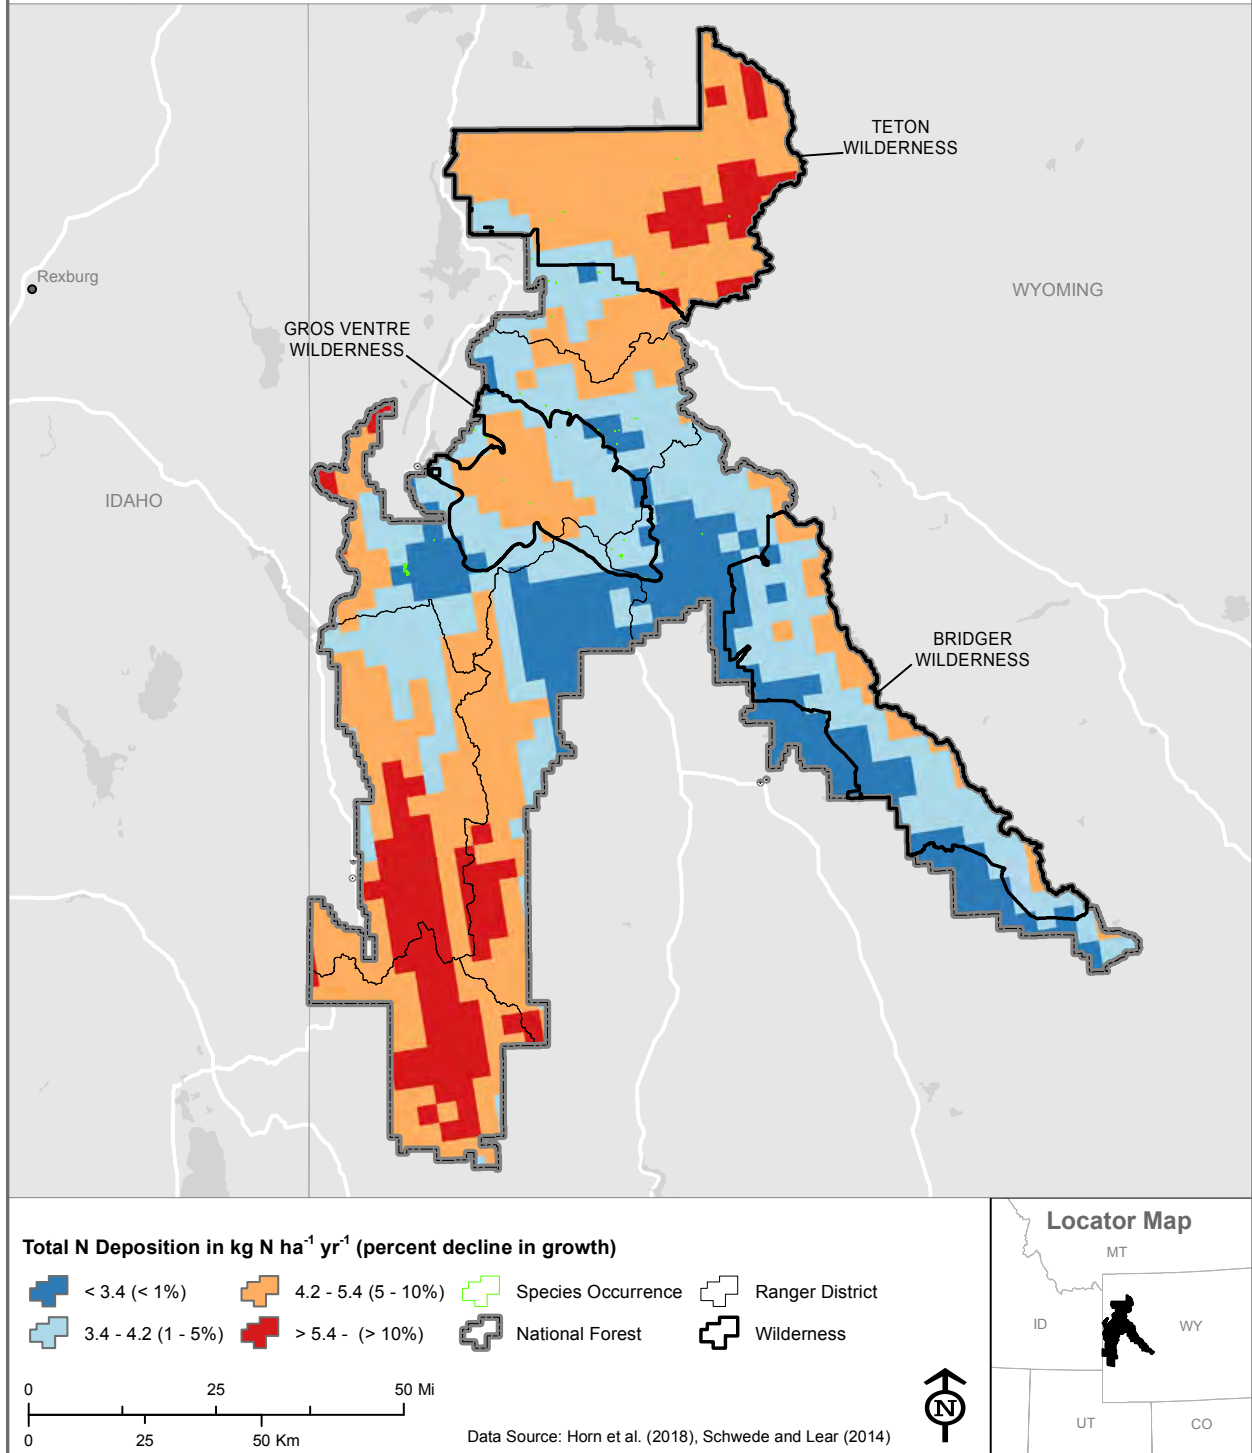 TETON
WILDERNESS
Rexburg
WYOMING
GROS VENTRE
WILDERNESS
IDAHO
BRIDGER
WILDERNESS
Total N Deposition in kg N ha⁻¹ yr⁻¹ (percent decline in growth)
< 3.4 (< 1%)
4.2 - 5.4 (5 - 10%)
Species Occurrence
Ranger District
3.4 - 4.2 (1 - 5%)
> 5.4 - (> 10%)
National Forest
Wilderness
0 25 50 Mi
0 25 50 Km
Data Source: Horn et al. (2018), Schwede and Lear (2014)
N
Locator Map
MT
ID
WY
UT
CO